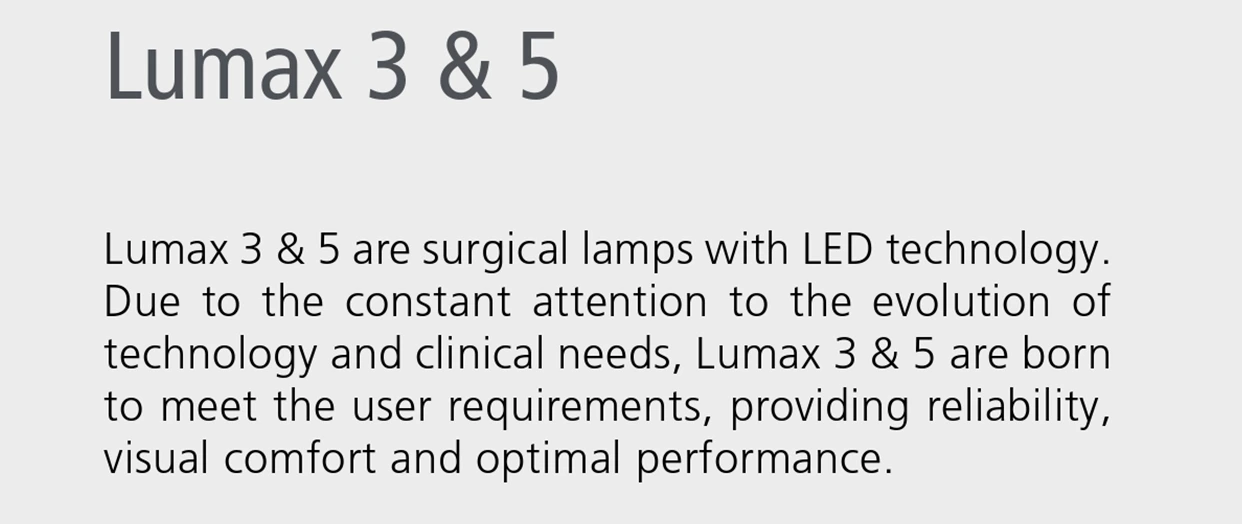 Lumax 3 & 5
Lumax 3 & 5 are surgical lamps with LED technology.
Due to the constant attention to the evolution of
technology and clinical needs, Lumax 3 & 5 are born
to meet the user requirements, providing reliability,
visual comfort and optimal performance.